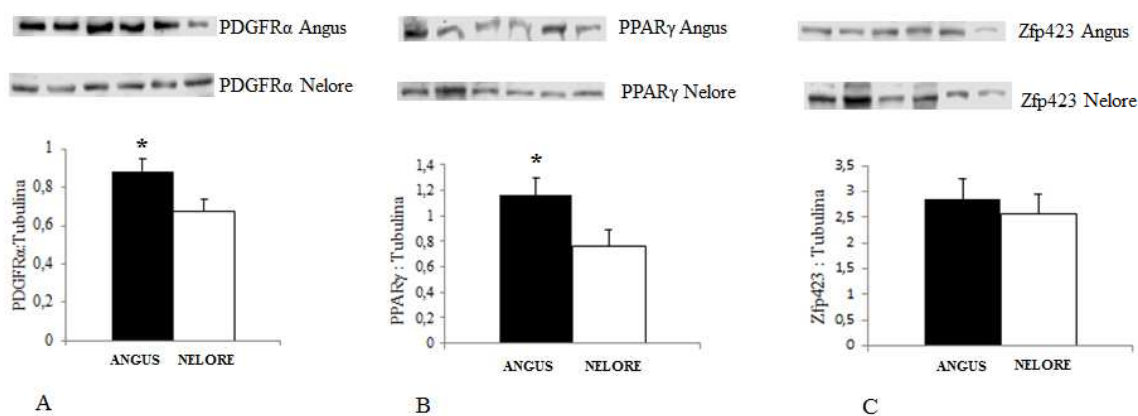 PDGFRα Angus
PDGFRα Nelore
PDGFRα:Tubulina
1
0,8
0,6
0,4
0,2
0
*
ANGUS
NELORE
A
PPARγ Angus
PPARγ Nelore
PPARγ : Tubulina
1,4
1,2
1
0,8
0,6
0,4
0,2
0
*
ANGUS
NELORE
B
Zfp423 Angus
Zfp423 Nelore
Zfp423 : Tubulina
3,5
3
2,5
2
1,5
1
0,5
0
ANGUS
NELORE
C